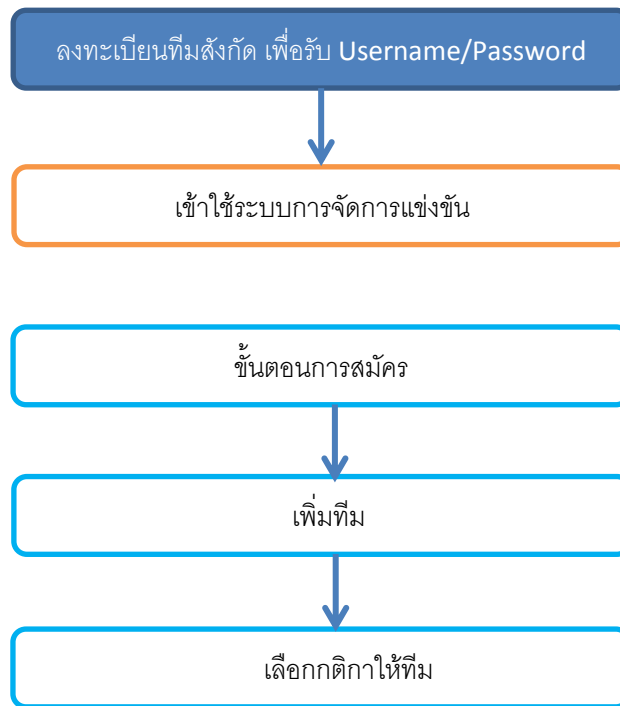 ลงทะเบียนทีมสังกัด เพื่อรับ Username/Password
เข้าใช้ระบบการจัดการแข่งขัน
ขั้นตอนการสมัคร
เพิ่มทีม
เลือกกติกาให้ทีม